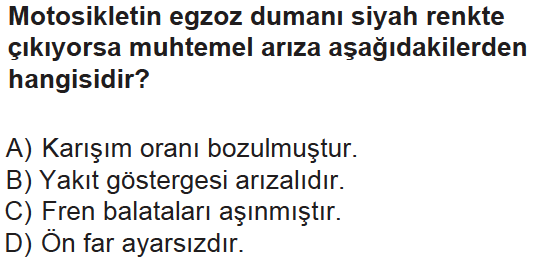 Motosikletin egzoz dumanı siyah renkte
çıkıyorsa muhtemel arıza aşağıdakilerden
hangisidir?
A) Karışım oranı bozulmuştur.
B) Yakıt göstergesi arızalıdır.
C) Fren balataları aşınmıştır.
D) Ön far ayarsızdır.